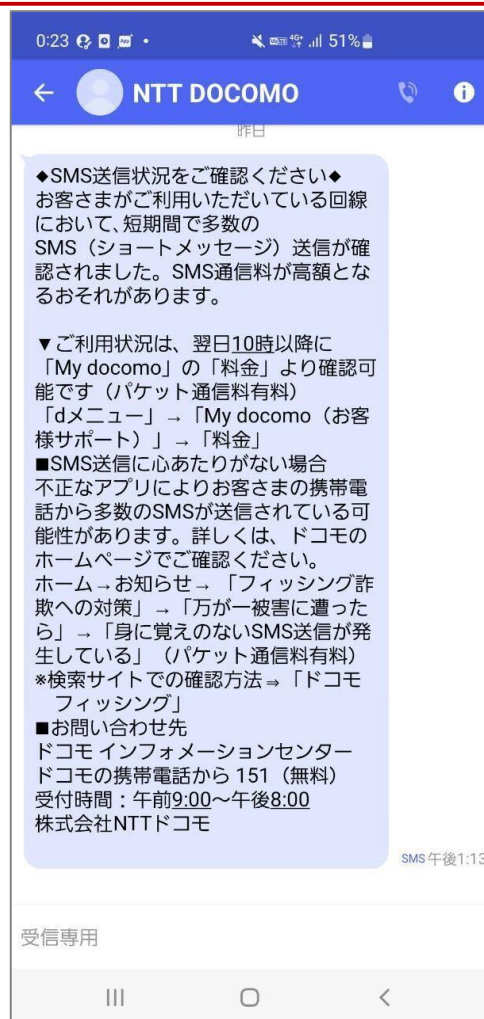 0:23 51%
NTT DOCOMO
昨日
◆SMS送信状況をご確認ください◆
お客さまがご利用いただいている回線
において、短期間で多数の
SMS（ショートメッセージ）送信が確
認されました。SMS通信料が高額とな
るおそれがあります。
▼ご利用状況は、翌日10時以降に
「My docomo」の「料金」より確認可
能です（パケット通信料有料）
「dメニュー」→「My docomo（お客
様サポート）」→「料金」
■SMS送信に心あたりがない場合
不正なアプリによりお客さまの携帯電
話から多数のSMSが送信されている可
能性があります。詳しくは、ドコモの
ホームページでご確認ください。
ホーム→お知らせ→「フィッシング詐
欺への対策」→「万が一被害に遭った
ら」→「身に覚えのないSMS送信が発
生している」（パケット通信料有料）
※検索サイトでの確認方法⇒「ドコモ
フィッシング」
■お問い合わせ先
ドコモ インフォメーションセンター
ドコモの携帯電話から 151（無料）
受付時間：午前9:00～午後8:00
株式会社NTTドコモ
SMS 午後1:13
受信専用